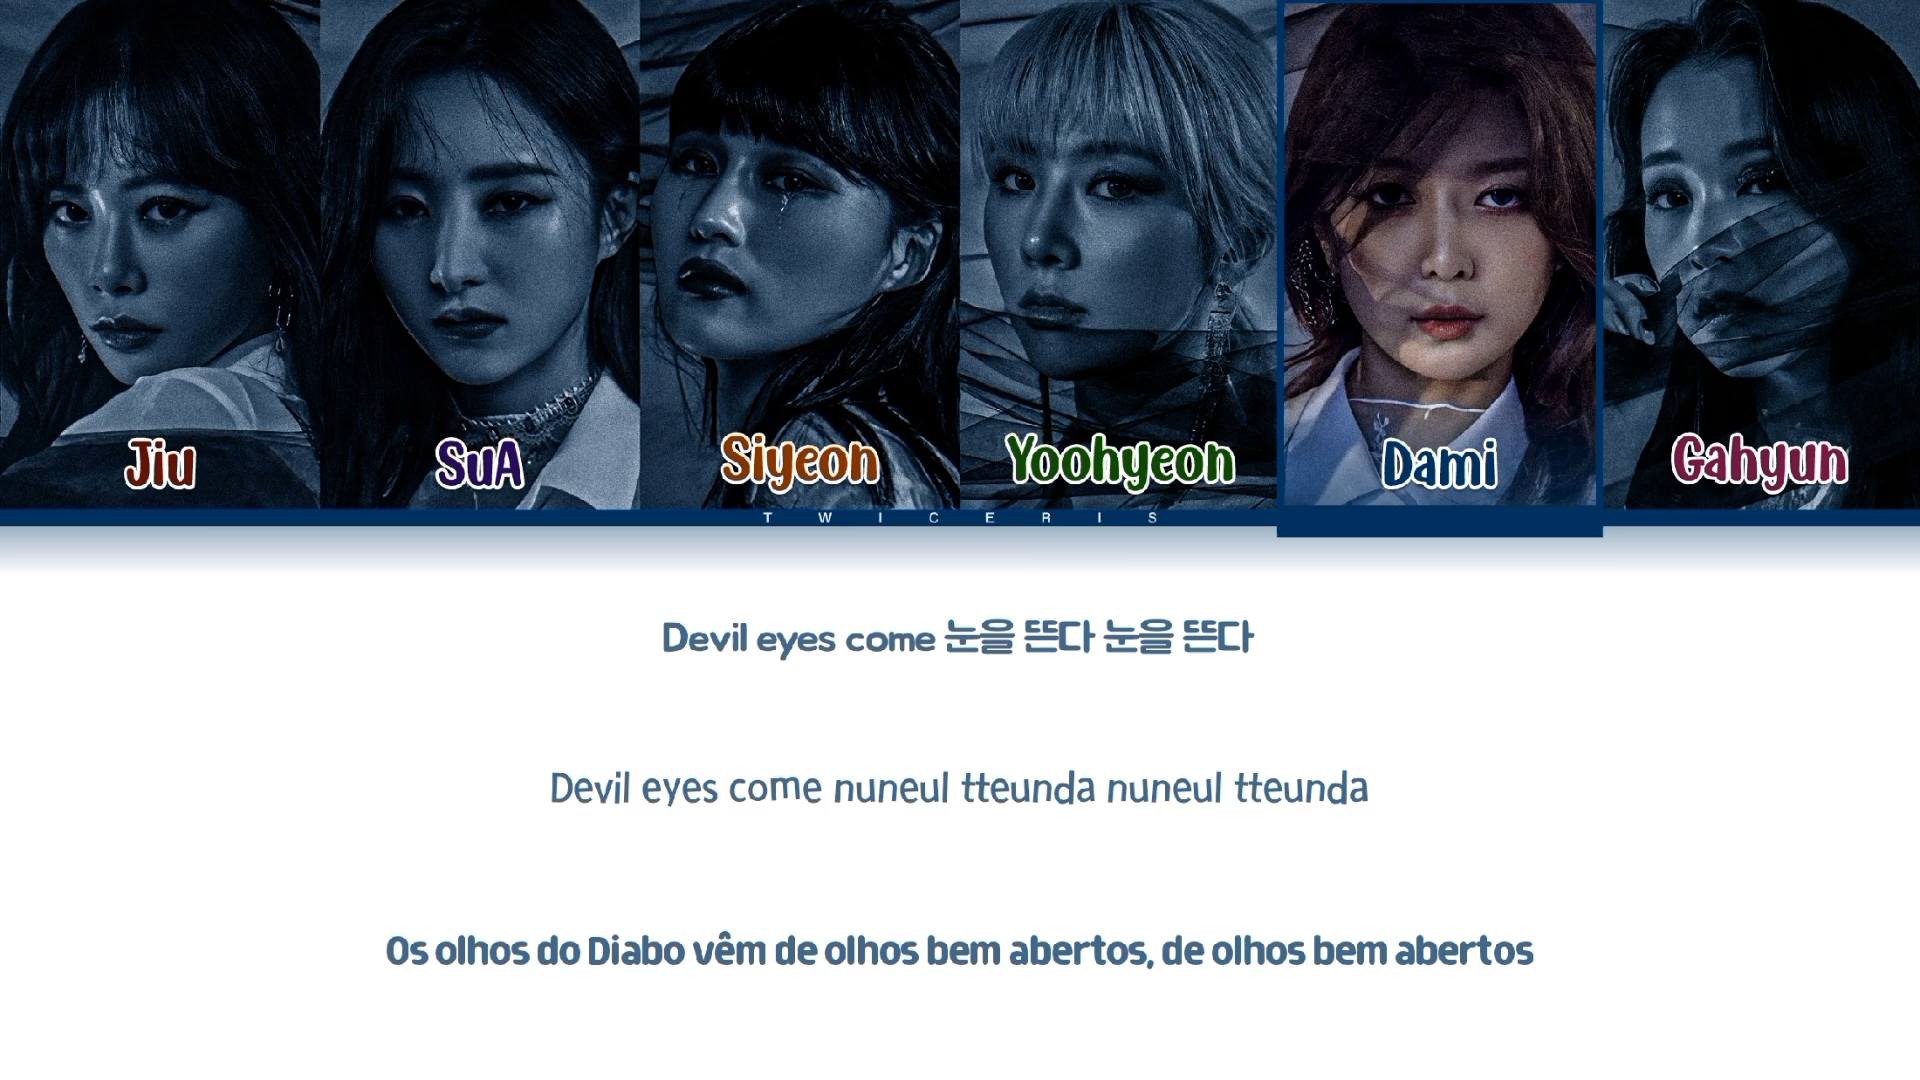 Jiu SuA Siyeon Yoohyeon Dami Gahyun
TWICERIS
Devil eyes come 눈을 뜬다 눈을 뜬다
Devil eyes come nuneul tteunda nuneul tteunda
Os olhos do Diabo vêm de olhos bem abertos, de olhos bem abertos